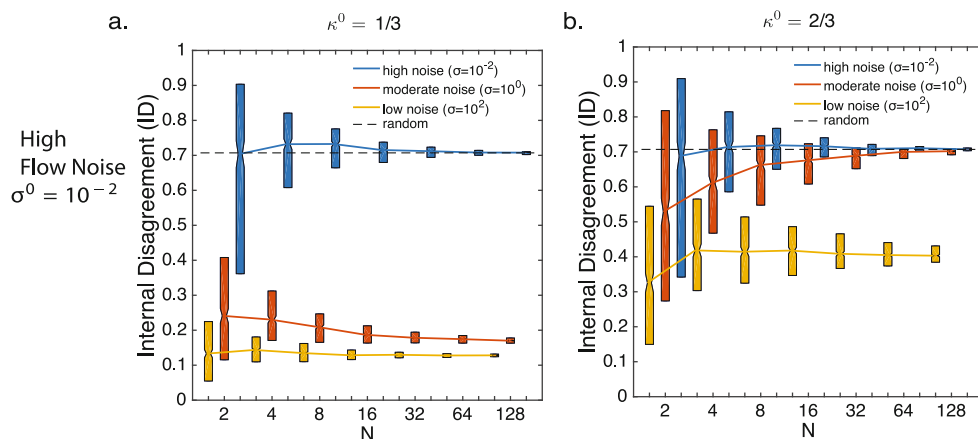 a.
κ⁰ = 1/3
b.
κ⁰ = 2/3
High
Flow Noise
σ⁰ = 10⁻²
Internal Disagreement (ID)
1
0.9
0.8
0.7
0.6
0.5
0.4
0.3
0.2
0.1
0
high noise (σ=10⁻²)
moderate noise (σ=10⁰)
low noise (σ=10²)
random
2 4 8 16 32 64 128
N
Internal Disagreement (ID)
1
0.9
0.8
0.7
0.6
0.5
0.4
0.3
0.2
0.1
0
high noise (σ=10⁻²)
moderate noise (σ=10⁰)
low noise (σ=10²)
random
2 4 8 16 32 64 128
N